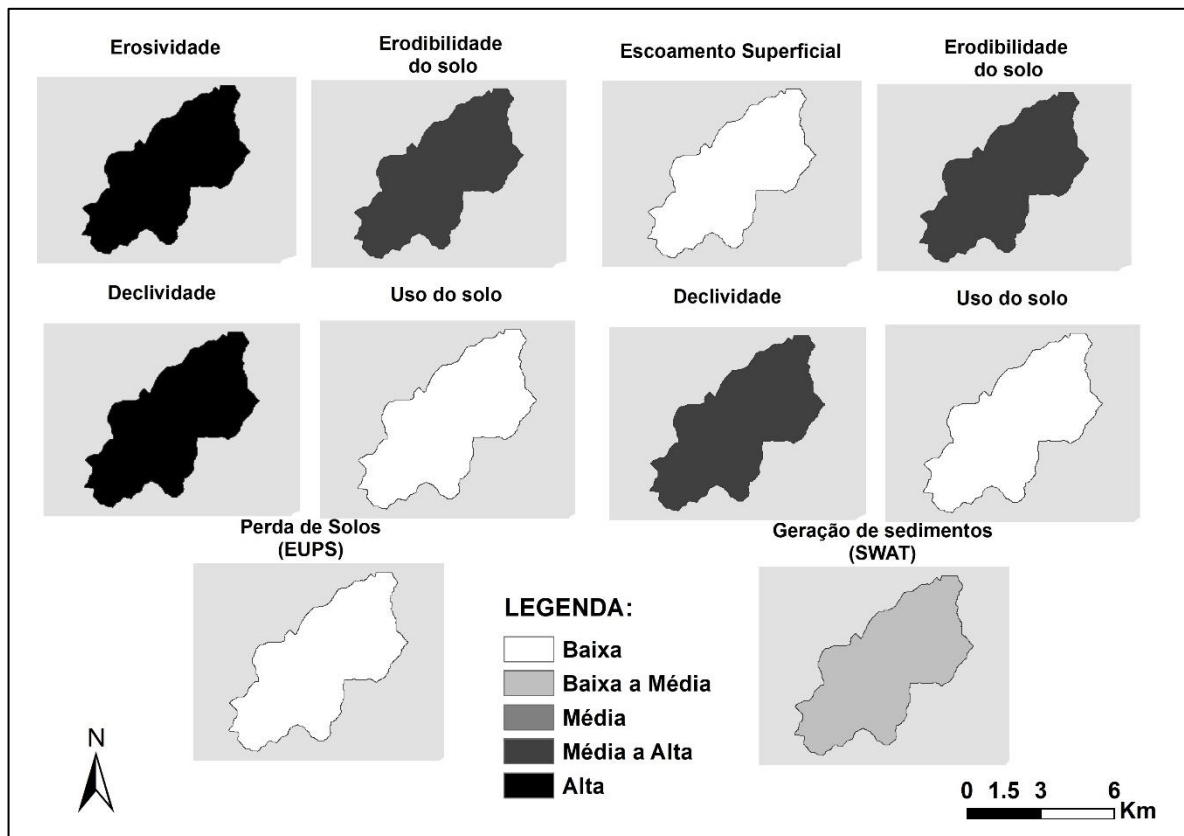 Erosividade
Erodibilidade
do solo
Escoamento Superficial
Erodibilidade
do solo
Declividade
Uso do solo
Declividade
Uso do solo
Perda de Solos
(EUPS)
Geração de sedimentos
(SWAT)
LEGENDA:
Baixa
Baixa a Média
Média
Média a Alta
Alta
N
0 1.5 3 6
Km